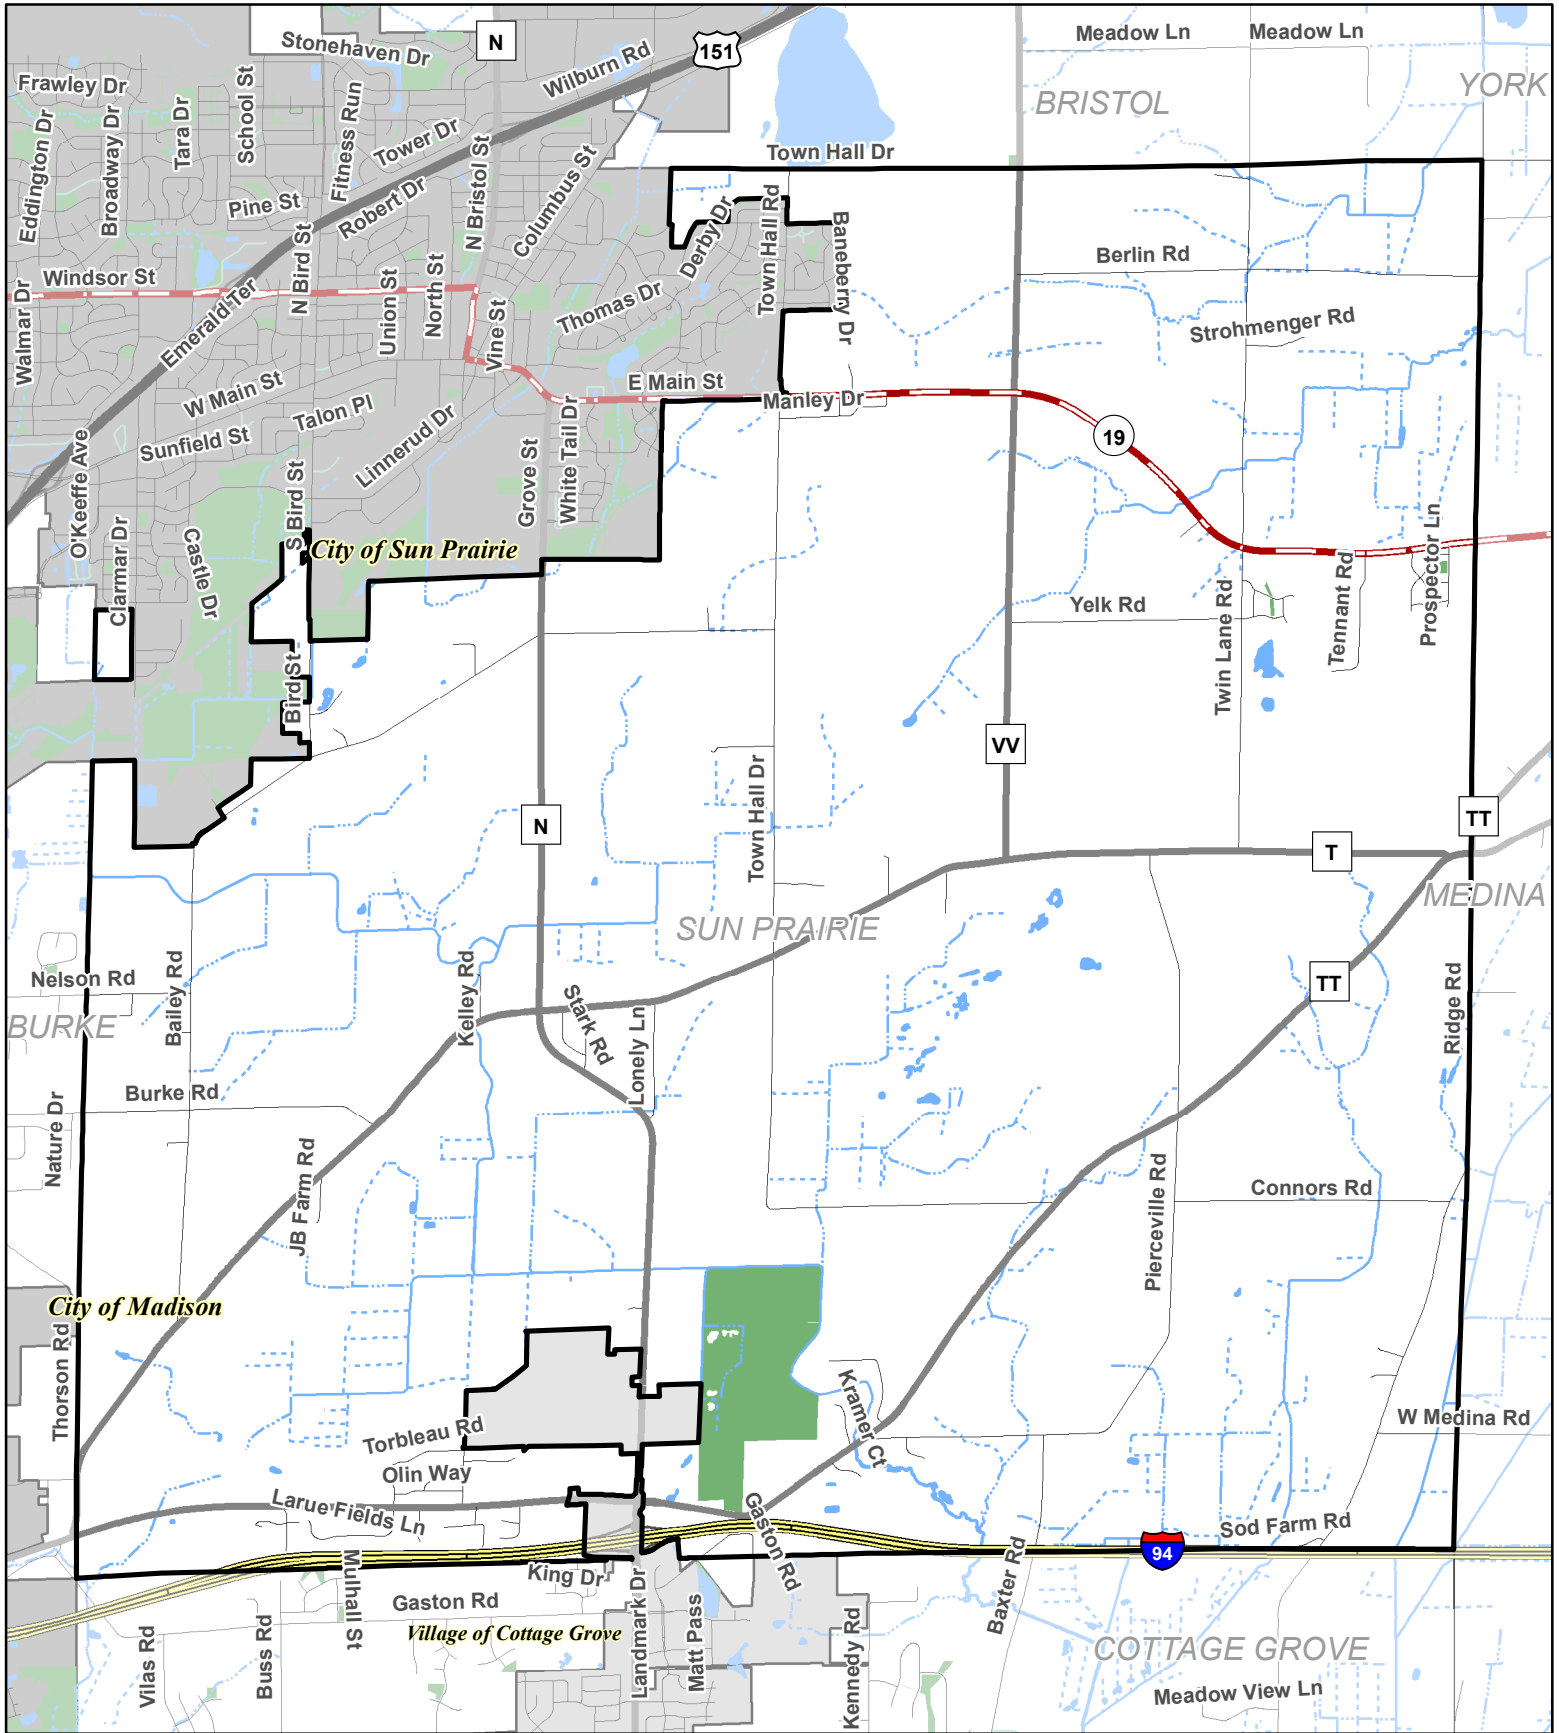 Meadow Ln
Meadow Ln
Stonehaven Dr
N
151
Wilburn Rd
Frawley Dr
YORK
BRISTOL
Eddington Dr
Broadway Dr
Tara Dr
School St
Fitness Run
Tower Dr
Town Hall Dr
Pine St
Robert Dr
N Bristol St
Columbus St
Derby Dr
Town Hall Rd
Baneberry Dr
Berlin Rd
Windsor St
N Bird St
Walmar Dr
Emerald Ter
Union St
North St
Vine St
Thomas Dr
Strohmenger Rd
W Main St
E Main St
Manley Dr
Talon Pl
Sunfield St
Linnerud Dr
19
O'Keeffe Ave
S Bird St
Grove St
White Tail Dr
City of Sun Prairie
Clarmar Dr
Castle Dr
Prospector Ln
Yelk Rd
Twin Lane Rd
Tennant Rd
Bird St
VV
Town Hall Dr
N
TT
T
MEDINA
SUN PRAIRIE
Nelson Rd
Bailey Rd
Kelley Rd
Stark Rd
Lonely Ln
TT
Ridge Rd
BURKE
Burke Rd
Nature Dr
JB Farm Rd
Pierceville Rd
Connors Rd
City of Madison
Thorson Rd
Kramer Ct
W Medina Rd
Torbleau Rd
Olin Way
Larue Fields Ln
Gaston Rd
Sod Farm Rd
94
Mulhall St
King Dr
Baxter Rd
Gaston Rd
Landmark Dr
Matt Pass
Kennedy Rd
Vilas Rd
Buss Rd
Village of Cottage Grove
COTTAGE GROVE
Meadow View Ln